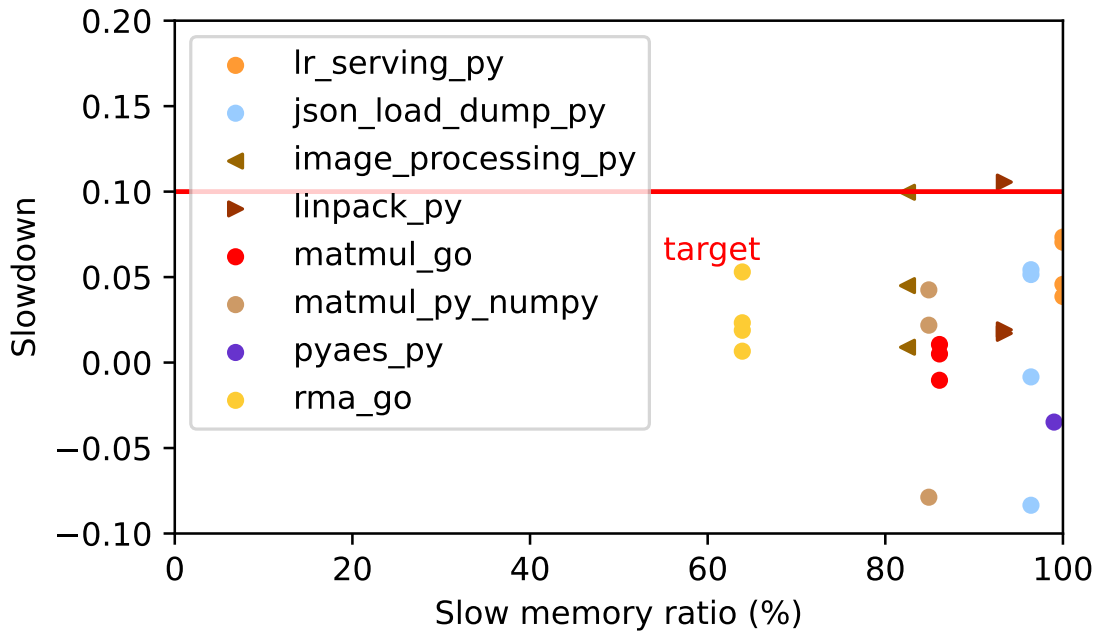 0.20
0.15
0.10
0.05
0.00
−0.05
−0.10
Slowdown
lr_serving_py
json_load_dump_py
image_processing_py
linpack_py
matmul_go
matmul_py_numpy
pyaes_py
rma_go
target
0 20 40 60 80 100
Slow memory ratio (%)